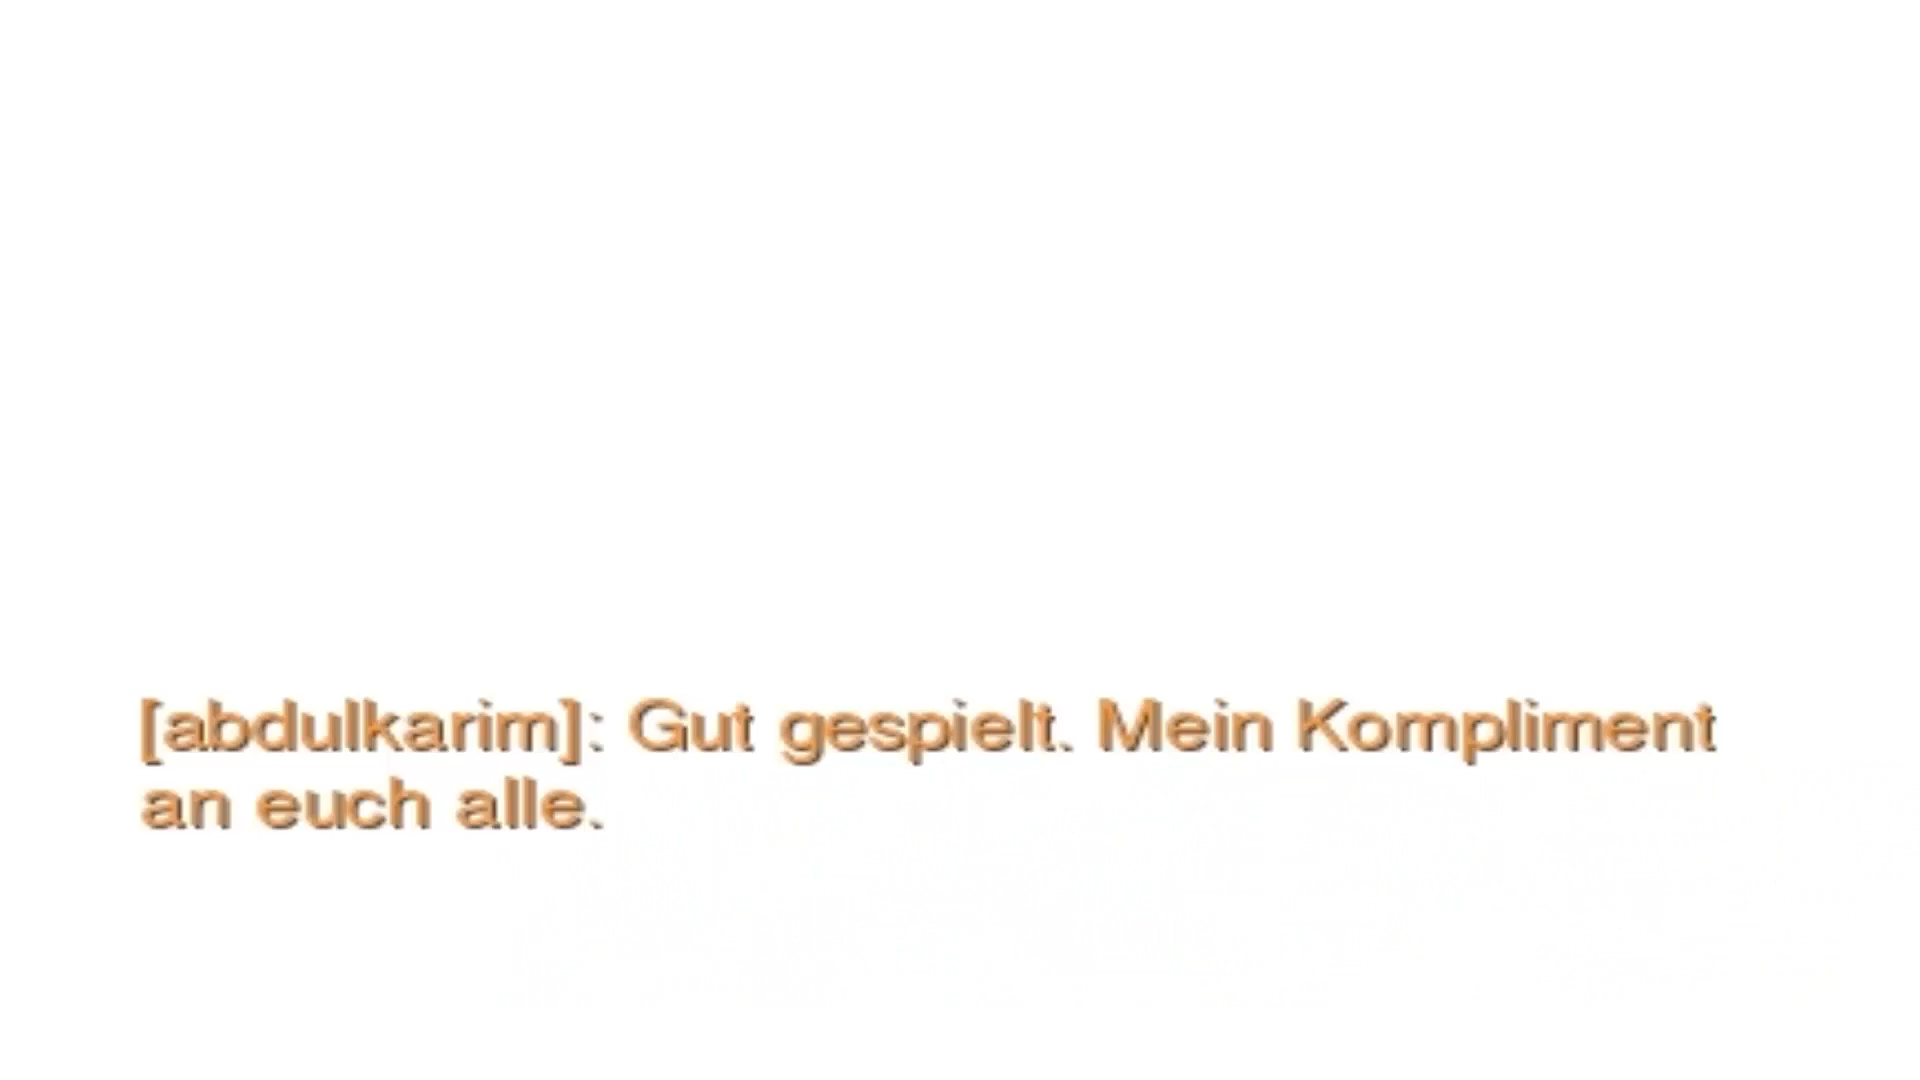 [abdulkarim]: Gut gespielt. Mein Kompliment
an euch alle.